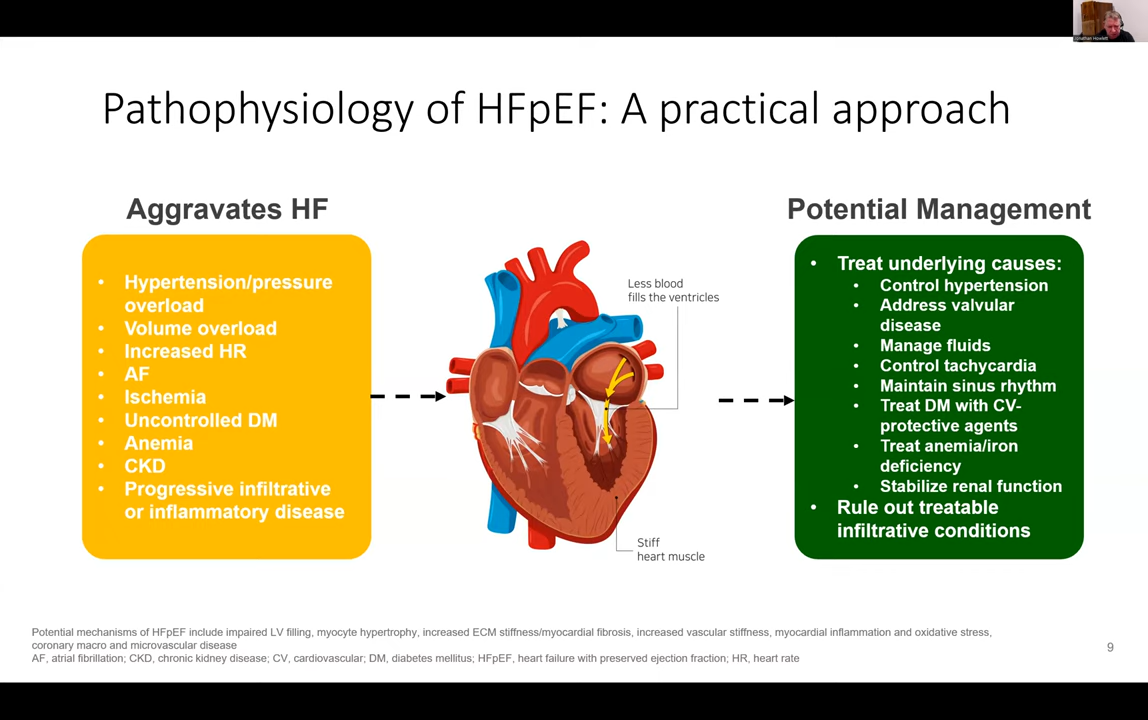 Jonathan Howlett
Pathophysiology of HFpEF: A practical approach
Aggravates HF
• Hypertension/pressure
overload
• Volume overload
• Increased HR
• AF
• Ischemia
• Uncontrolled DM
• Anemia
• CKD
• Progressive infiltrative
or inflammatory disease
Less blood
fills the ventricles
Stiff
heart muscle
Potential Management
• Treat underlying causes:
• Control hypertension
• Address valvular
disease
• Manage fluids
• Control tachycardia
• Maintain sinus rhythm
• Treat DM with CV-
protective agents
• Treat anemia/iron
deficiency
• Stabilize renal function
• Rule out treatable
infiltrative conditions
Potential mechanisms of HFpEF include impaired LV filling, myocyte hypertrophy, increased ECM stiffness/myocardial fibrosis, increased vascular stiffness, myocardial inflammation and oxidative stress,
coronary macro and microvascular disease
AF, atrial fibrillation; CKD, chronic kidney disease; CV, cardiovascular; DM, diabetes mellitus; HFpEF, heart failure with preserved ejection fraction; HR, heart rate
9